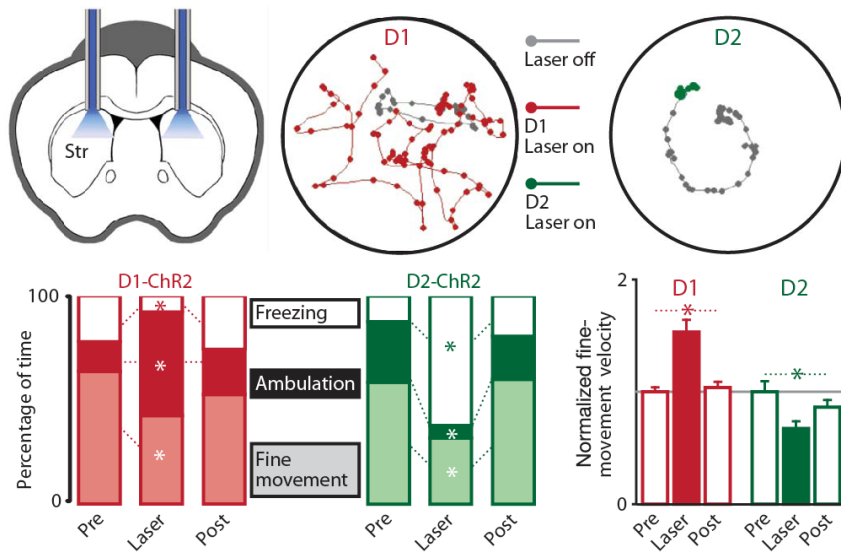 Str
D1
Laser off
D1
Laser on
D2
Laser on
D2
D1-ChR2
D2-ChR2
Percentage of time
100
0
Freezing
*
*
Ambulation
*
*
Fine
movement
*
*
Pre
Laser
Post
Pre
Laser
Post
Normalized fine-
movement velocity
2
1
0
D1
D2
*
*
Pre
Laser
Post
Pre
Laser
Post